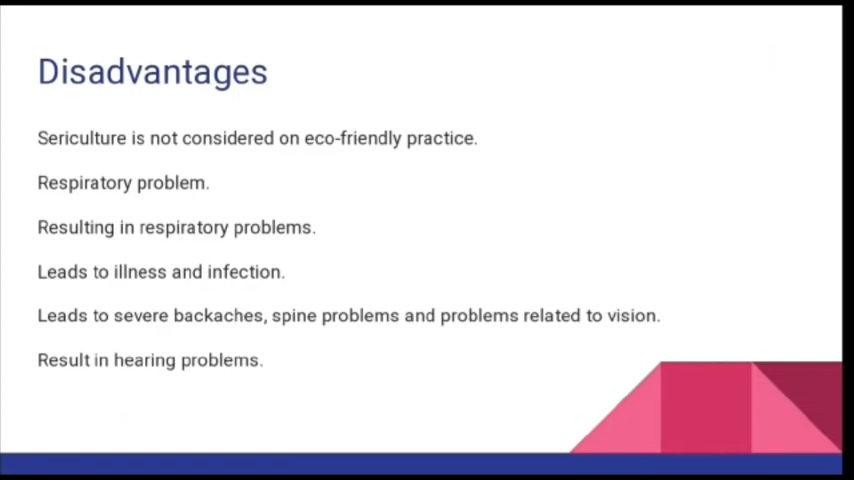 Disadvantages
Sericulture is not considered on eco-friendly practice.
Respiratory problem.
Resulting in respiratory problems.
Leads to illness and infection.
Leads to severe backaches, spine problems and problems related to vision.
Result in hearing problems.